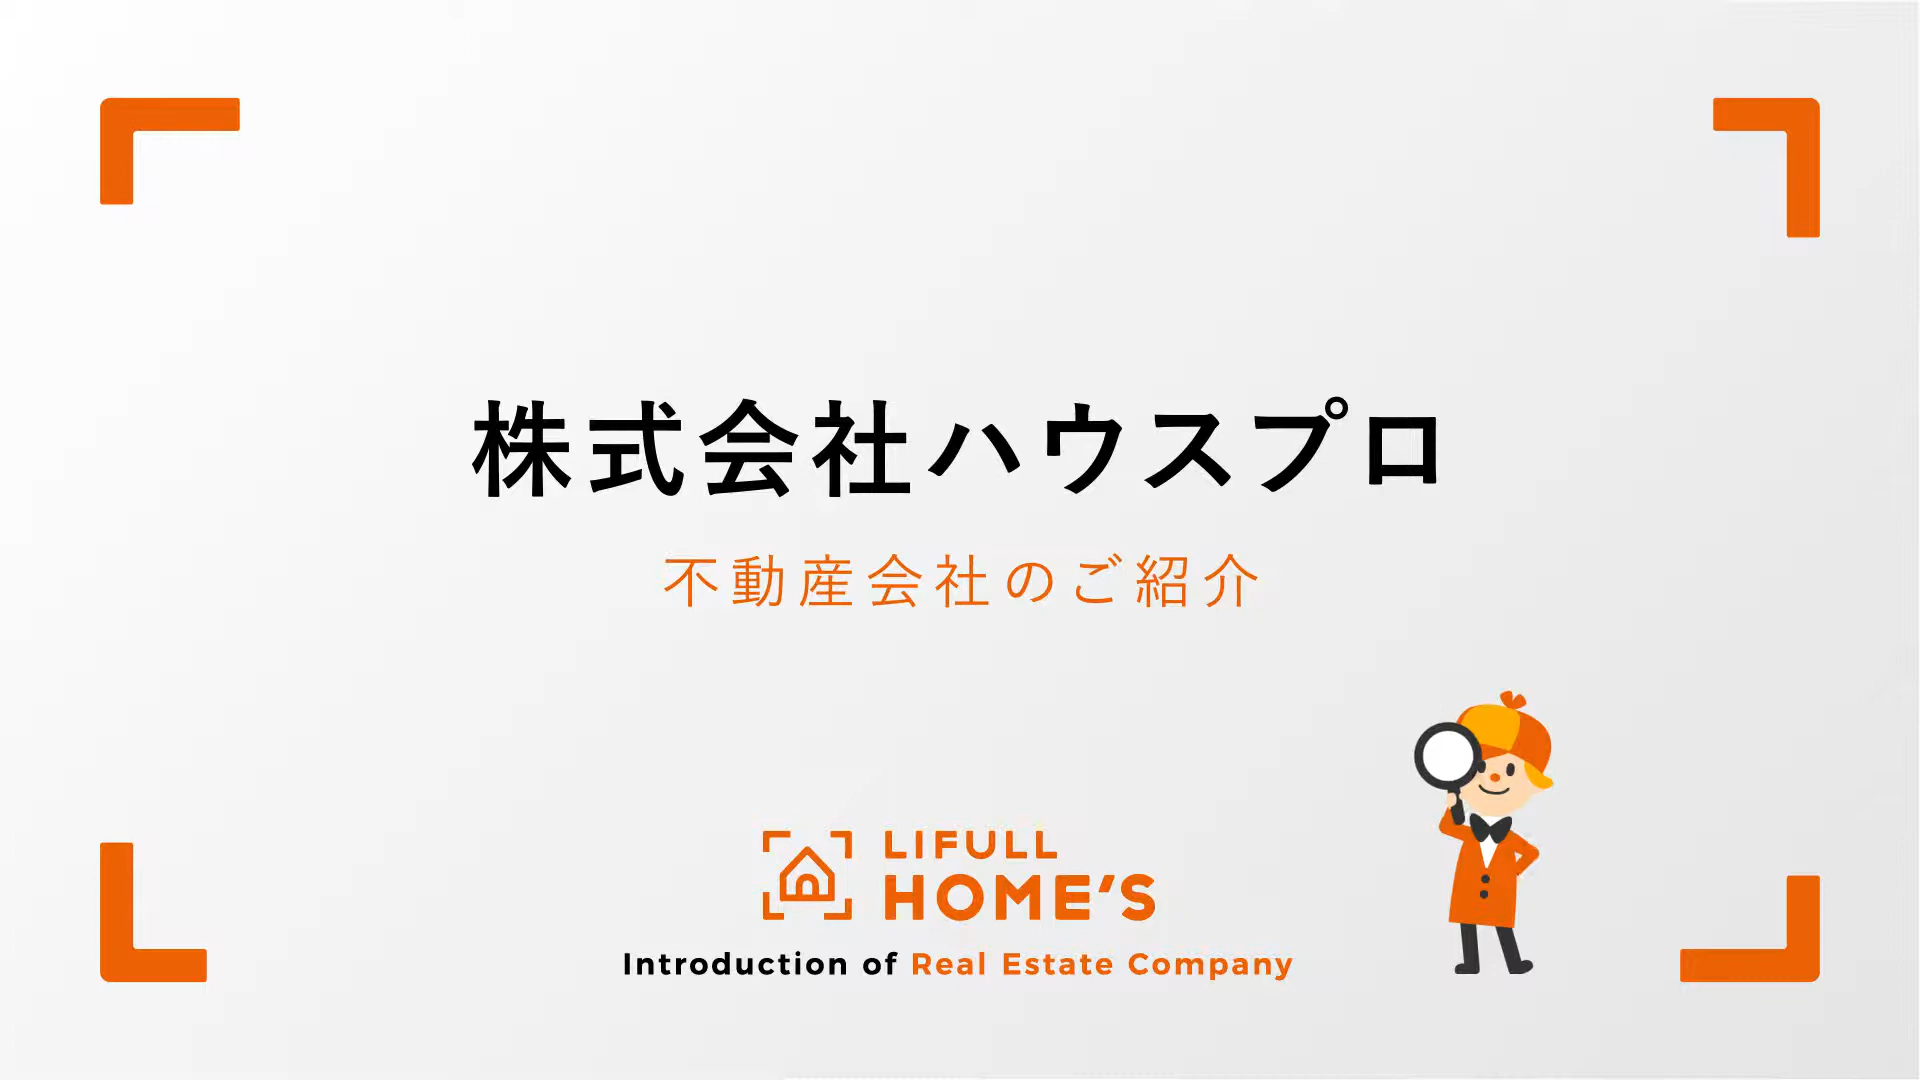 株式会社ハウスプロ
不動産会社のご紹介
LIFULL
HOME'S
Introduction of Real Estate Company